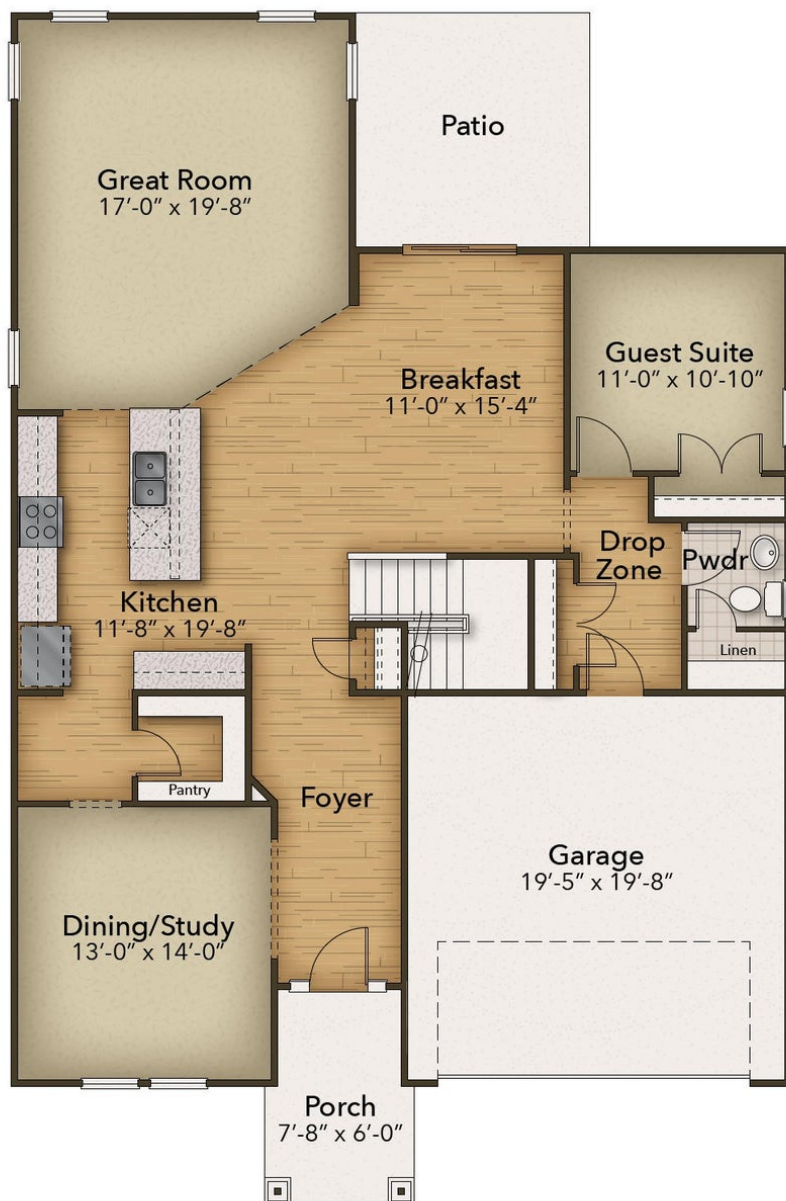 Patio
Great Room
17’-0” x 19’-8”
Guest Suite
11’-0” x 10’-10”
Breakfast
11’-0” x 15’-4”
Drop
Zone
Pwdr
Kitchen
11’-8” x 19’-8”
Linen
Pantry
Foyer
Garage
19’-5” x 19’-8”
Dining/Study
13’-0” x 14’-0”
Porch
7’-8” x 6’-0”